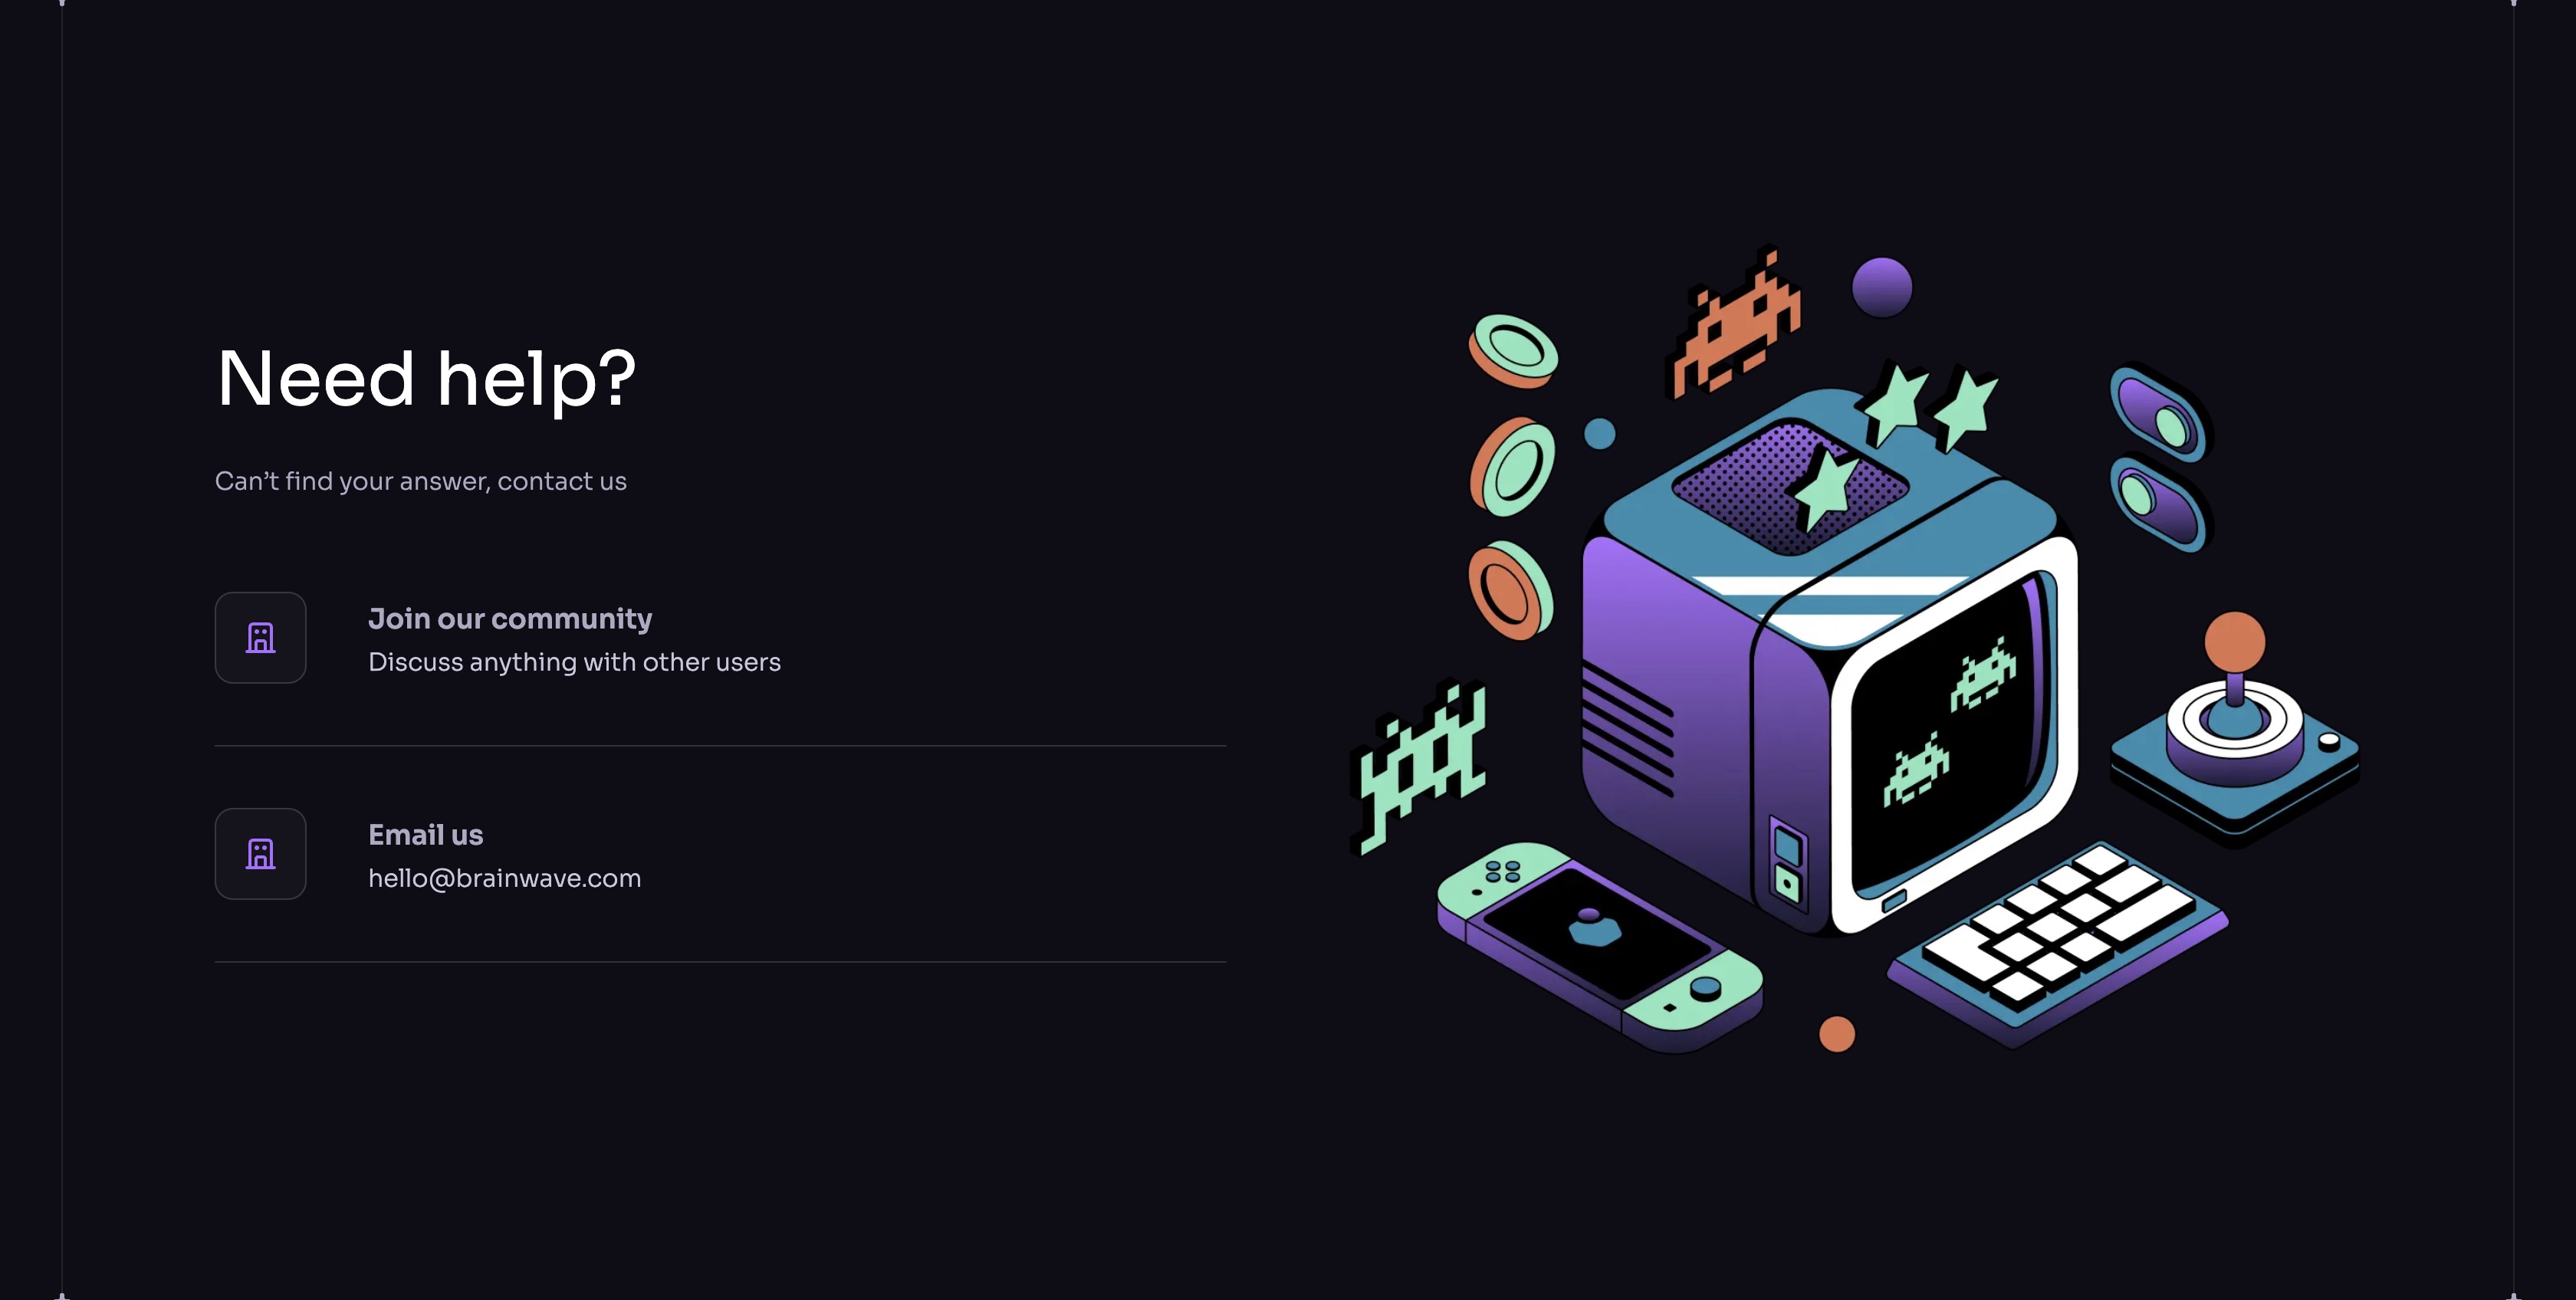 Need help?
Can’t find your answer, contact us
Join our community
Discuss anything with other users
Email us
hello@brainwave.com